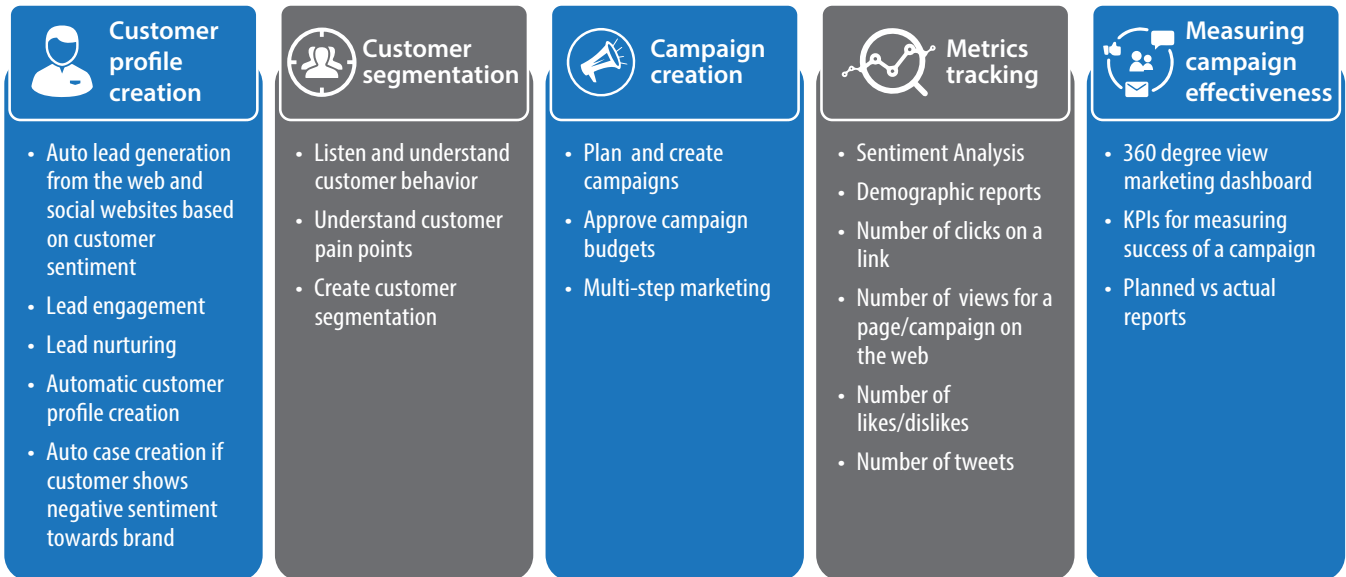 Customer
profile
creation
• Auto lead generation
from the web and
social websites based
on customer
sentiment
• Lead engagement
• Lead nurturing
• Automatic customer
profile creation
• Auto case creation if
customer shows
negative sentiment
towards brand
Customer
segmentation
• Listen and understand
customer behavior
• Understand customer
pain points
• Create customer
segmentation
Campaign
creation
• Plan and create
campaigns
• Approve campaign
budgets
• Multi-step marketing
Metrics
tracking
• Sentiment Analysis
• Demographic reports
• Number of clicks on a
link
• Number of views for a
page/campaign on
the web
• Number of
likes/dislikes
• Number of tweets
Measuring
campaign
effectiveness
• 360 degree view
marketing dashboard
• KPIs for measuring
success of a campaign
• Planned vs actual
reports